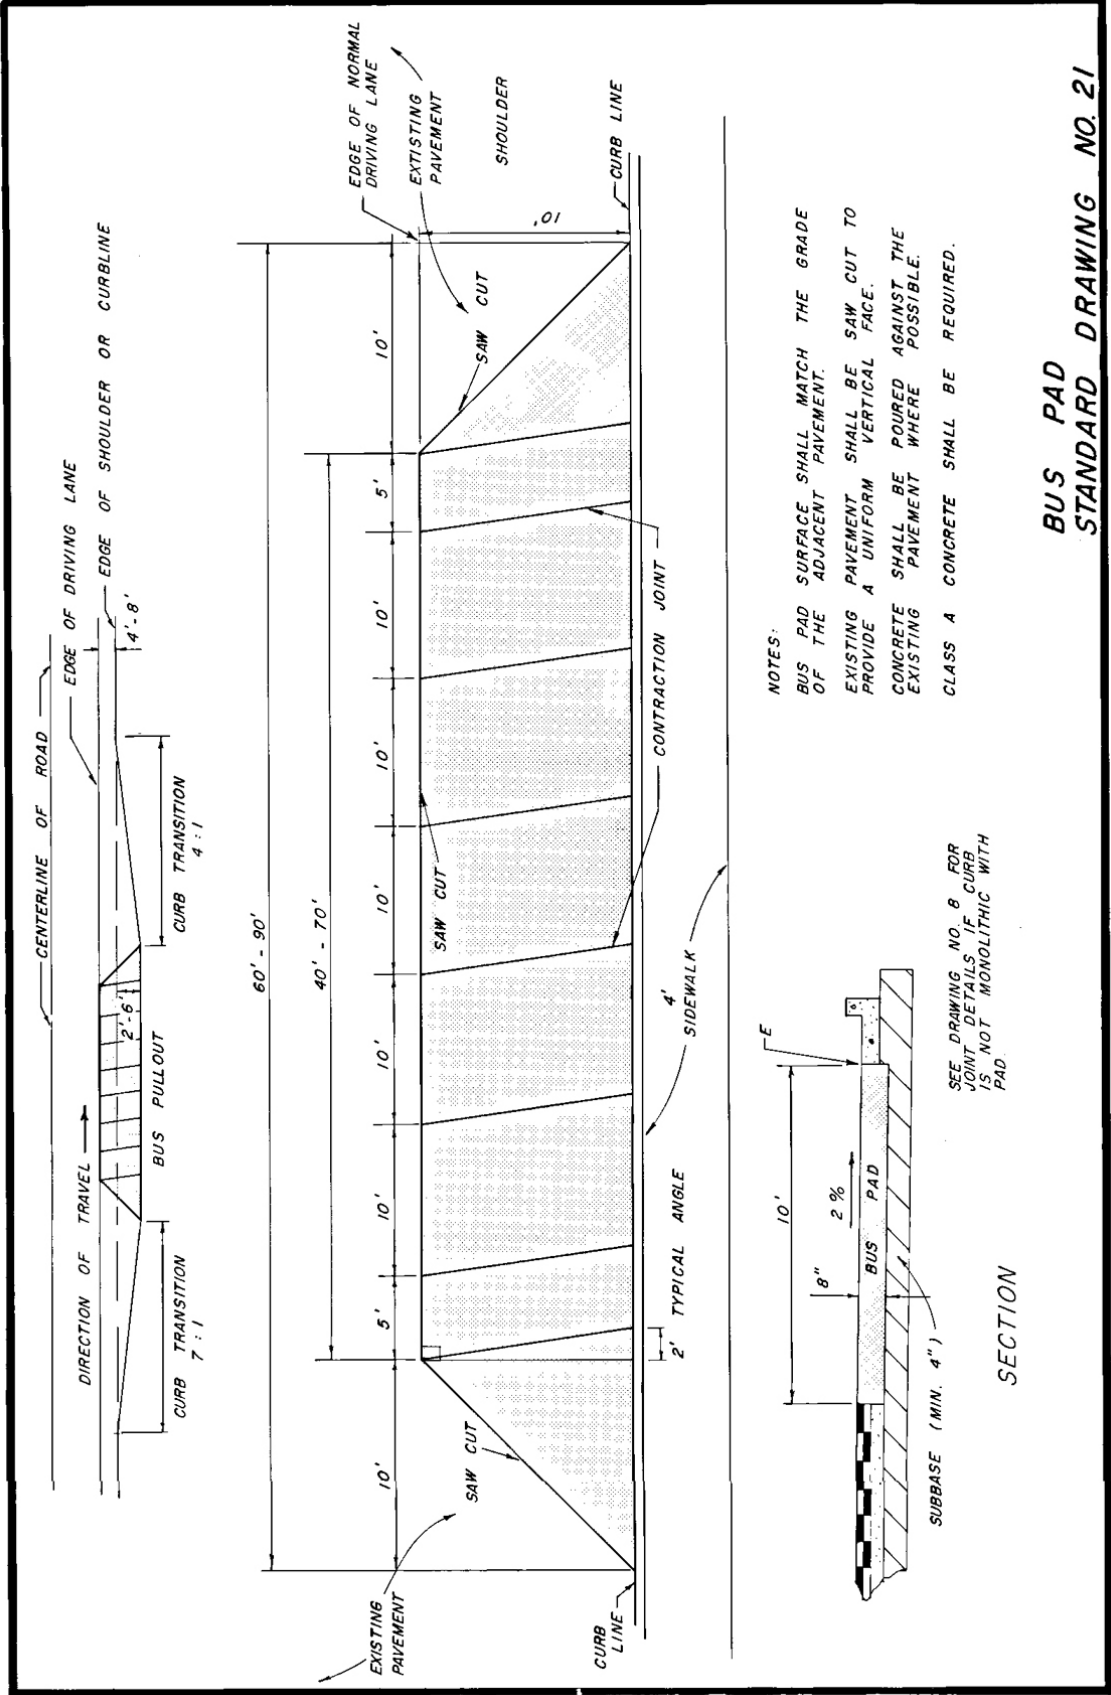 CENTERLINE OF ROAD
EDGE OF DRIVING LANE
EDGE OF SHOULDER OR CURBLINE
DIRECTION OF TRAVEL
4'-8'
2'-6'
CURB TRANSITION
7 : 1
BUS PULLOUT
CURB TRANSITION
4 : 1
60' - 90'
40' - 70'
EDGE OF NORMAL
DRIVING LANE
EXISTING
PAVEMENT
EXTISTING
PAVEMENT
SHOULDER
10'
5'
10'
10'
10'
10'
10'
5'
10'
10'
SAW CUT
SAW CUT
SAW CUT
CURB
LINE
CURB LINE
2' TYPICAL ANGLE
4'
SIDEWALK
CONTRACTION JOINT
NOTES:
BUS PAD SURFACE SHALL MATCH THE GRADE
OF THE ADJACENT PAVEMENT.
EXISTING PAVEMENT SHALL BE SAW CUT TO
PROVIDE A UNIFORM VERTICAL FACE.
CONCRETE SHALL BE POURED AGAINST THE
EXISTING PAVEMENT WHERE POSSIBLE.
CLASS A CONCRETE SHALL BE REQUIRED.
10'
E
8"
2 %
BUS PAD
SUBBASE (MIN. 4")
SEE DRAWING NO. 8 FOR
JOINT DETAILS IF CURB
IS NOT MONOLITHIC WITH
PAD.
SECTION
BUS PAD
STANDARD DRAWING NO. 21